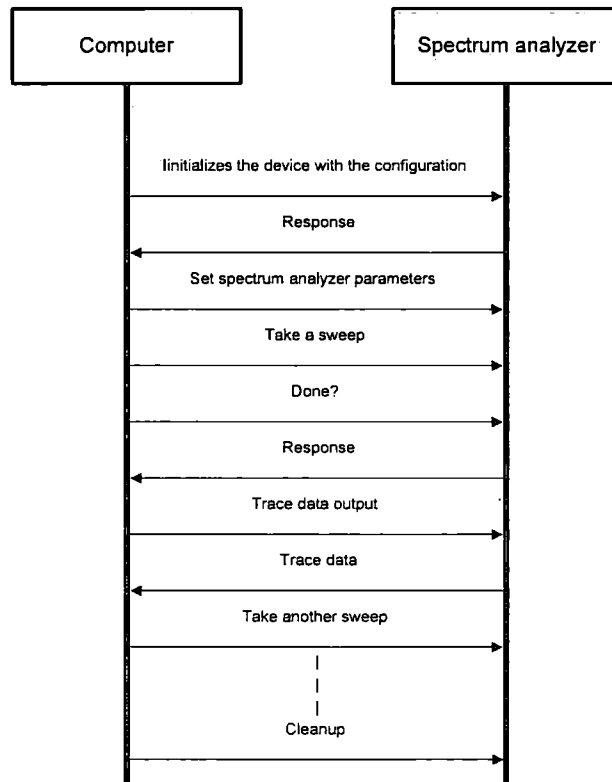 Computer
Spectrum analyzer
Iinitializes the device with the configuration
Response
Set spectrum analyzer parameters
Take a sweep
Done?
Response
Trace data output
Trace data
Take another sweep
Cleanup